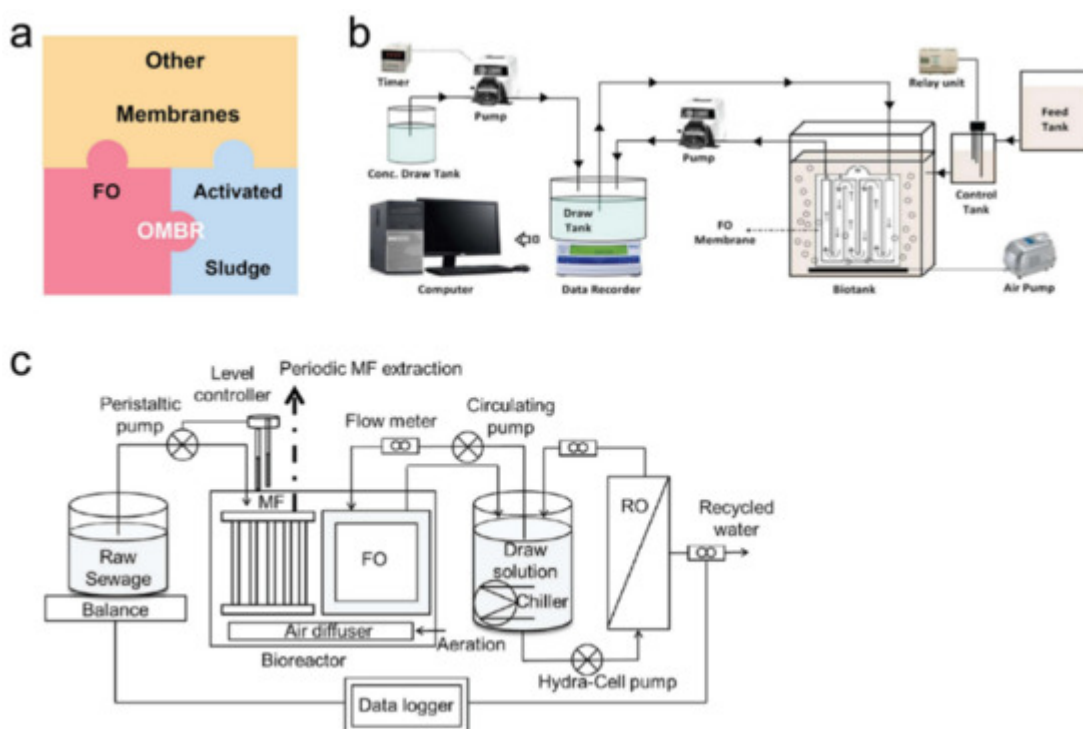 a
Other
Membranes
FO
Activated
OMBR
Sludge
b
Timer
Pump
Conc. Draw Tank
Computer
Draw
Tank
Data Recorder
Pump
FO
Membrane
Biotank
Relay unit
Control
Tank
Feed
Tank
Air Pump
c
Peristaltic
pump
Level
controller
Periodic MF extraction
Flow meter
Circulating
pump
Raw
Sewage
Balance
MF
FO
Air diffuser
Aeration
Bioreactor
Draw
solution
Chiller
RO
Recycled
water
Hydra-Cell pump
Data logger